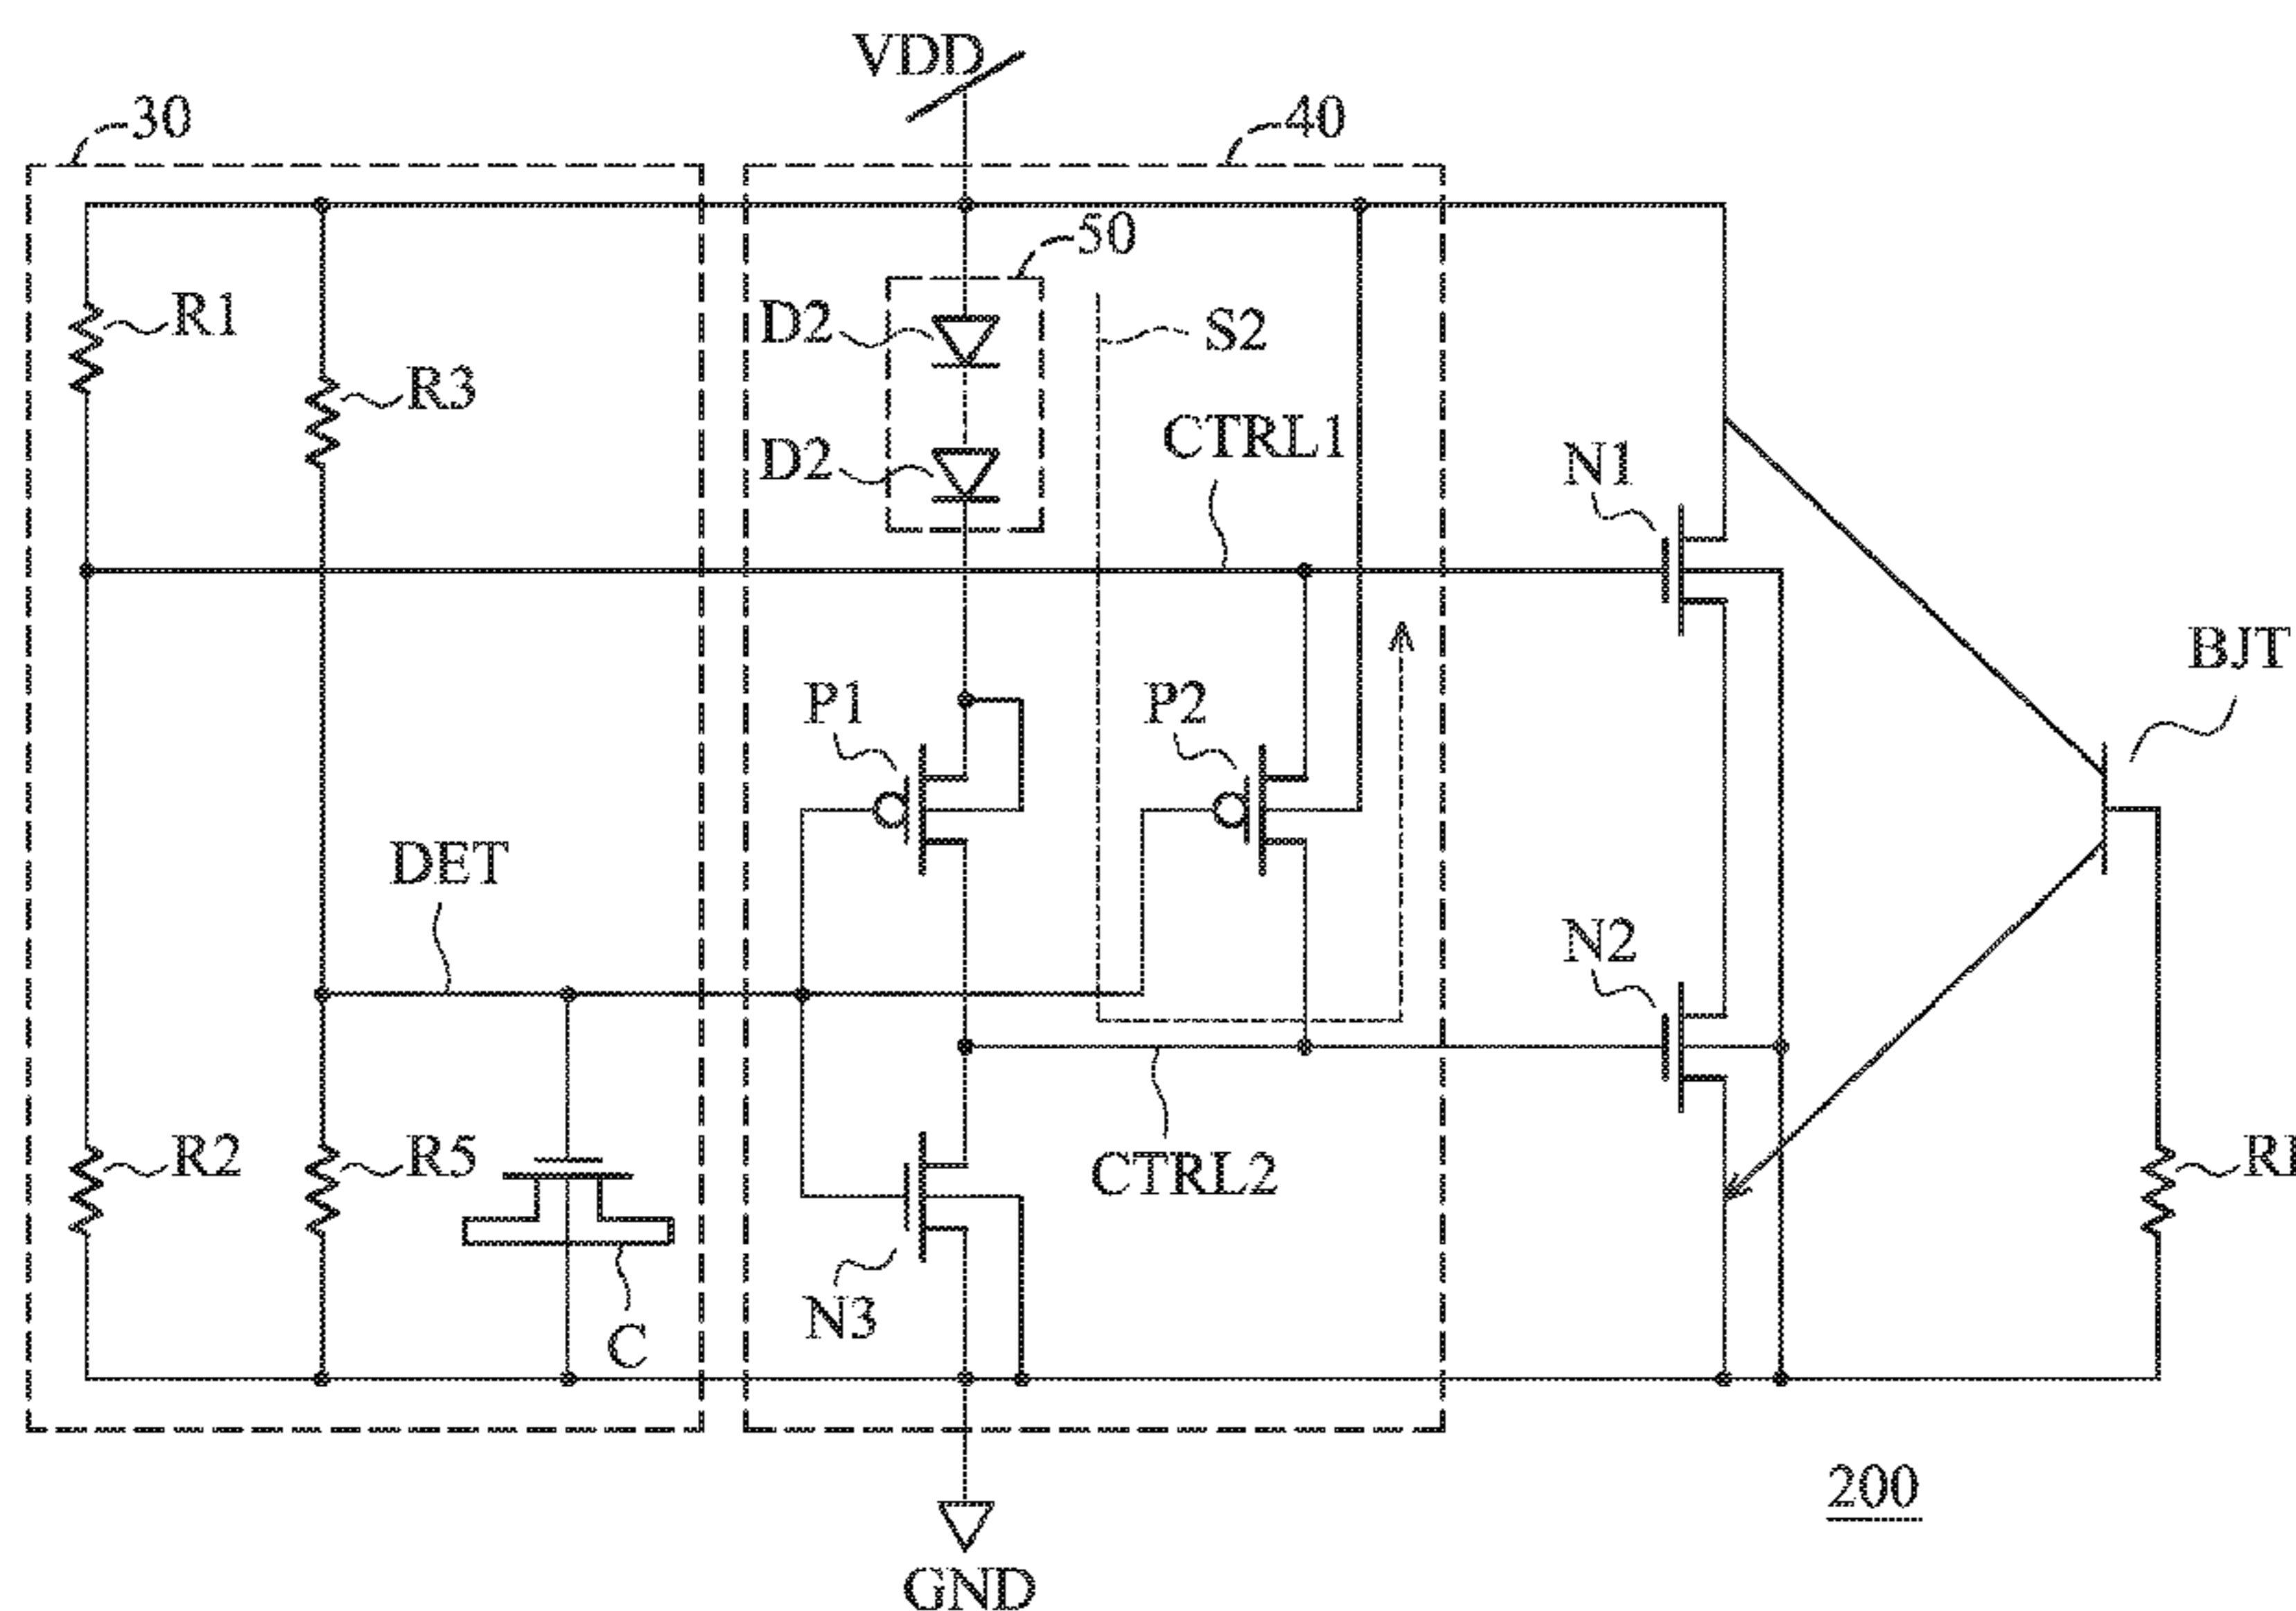 VDD
30
40
50
R1
D2
S2
R3
CTRL1
D2
N1
BJT
P1
P2
DET
N2
R2
R5
CTRL2
N3
C
200
GND